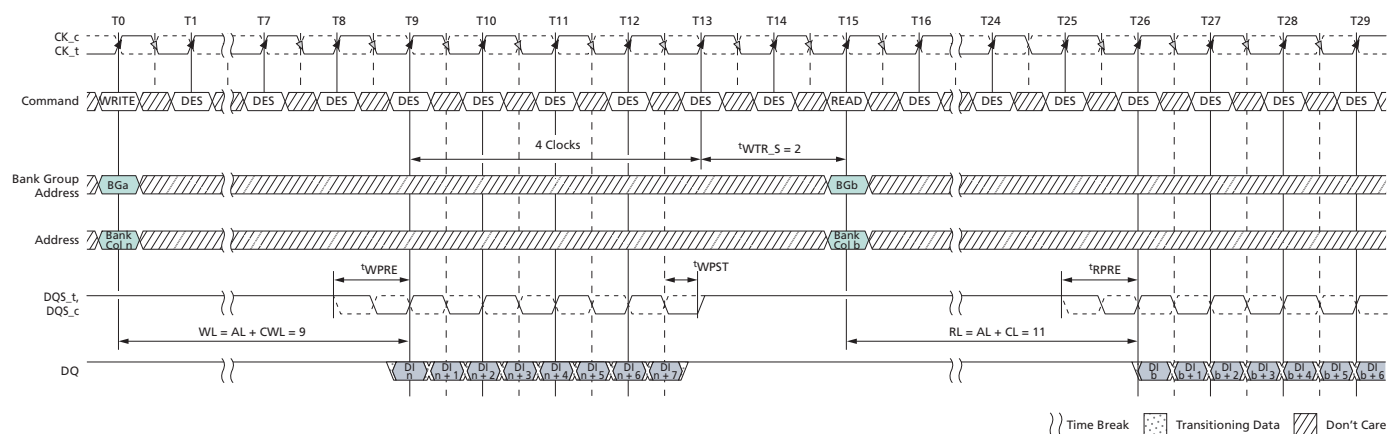 T0 T1 T7 T8 T9 T10 T11 T12 T13 T14 T15 T16 T24 T25 T26 T27 T28 T29
CK_c
CK_t
Command WRITE DES DES DES DES DES DES DES DES DES READ DES DES DES DES DES DES DES
4 Clocks tWTR_S = 2
Bank Group
Address BGa BGb
Address Bank
Col n Bank
Col b
tWPRE tWPST tRPRE
DQS_t,
DQS_c
WL = AL + CWL = 9 RL = AL + CL = 11
DQ DI
n DI
n + 1 DI
n + 2 DI
n + 3 DI
n + 4 DI
n + 5 DI
n + 6 DI
n + 7 DI
b DI
b + 1 DI
b + 2 DI
b + 3 DI
b + 4 DI
b + 5 DI
b + 6
Time Break Transitioning Data Don't Care